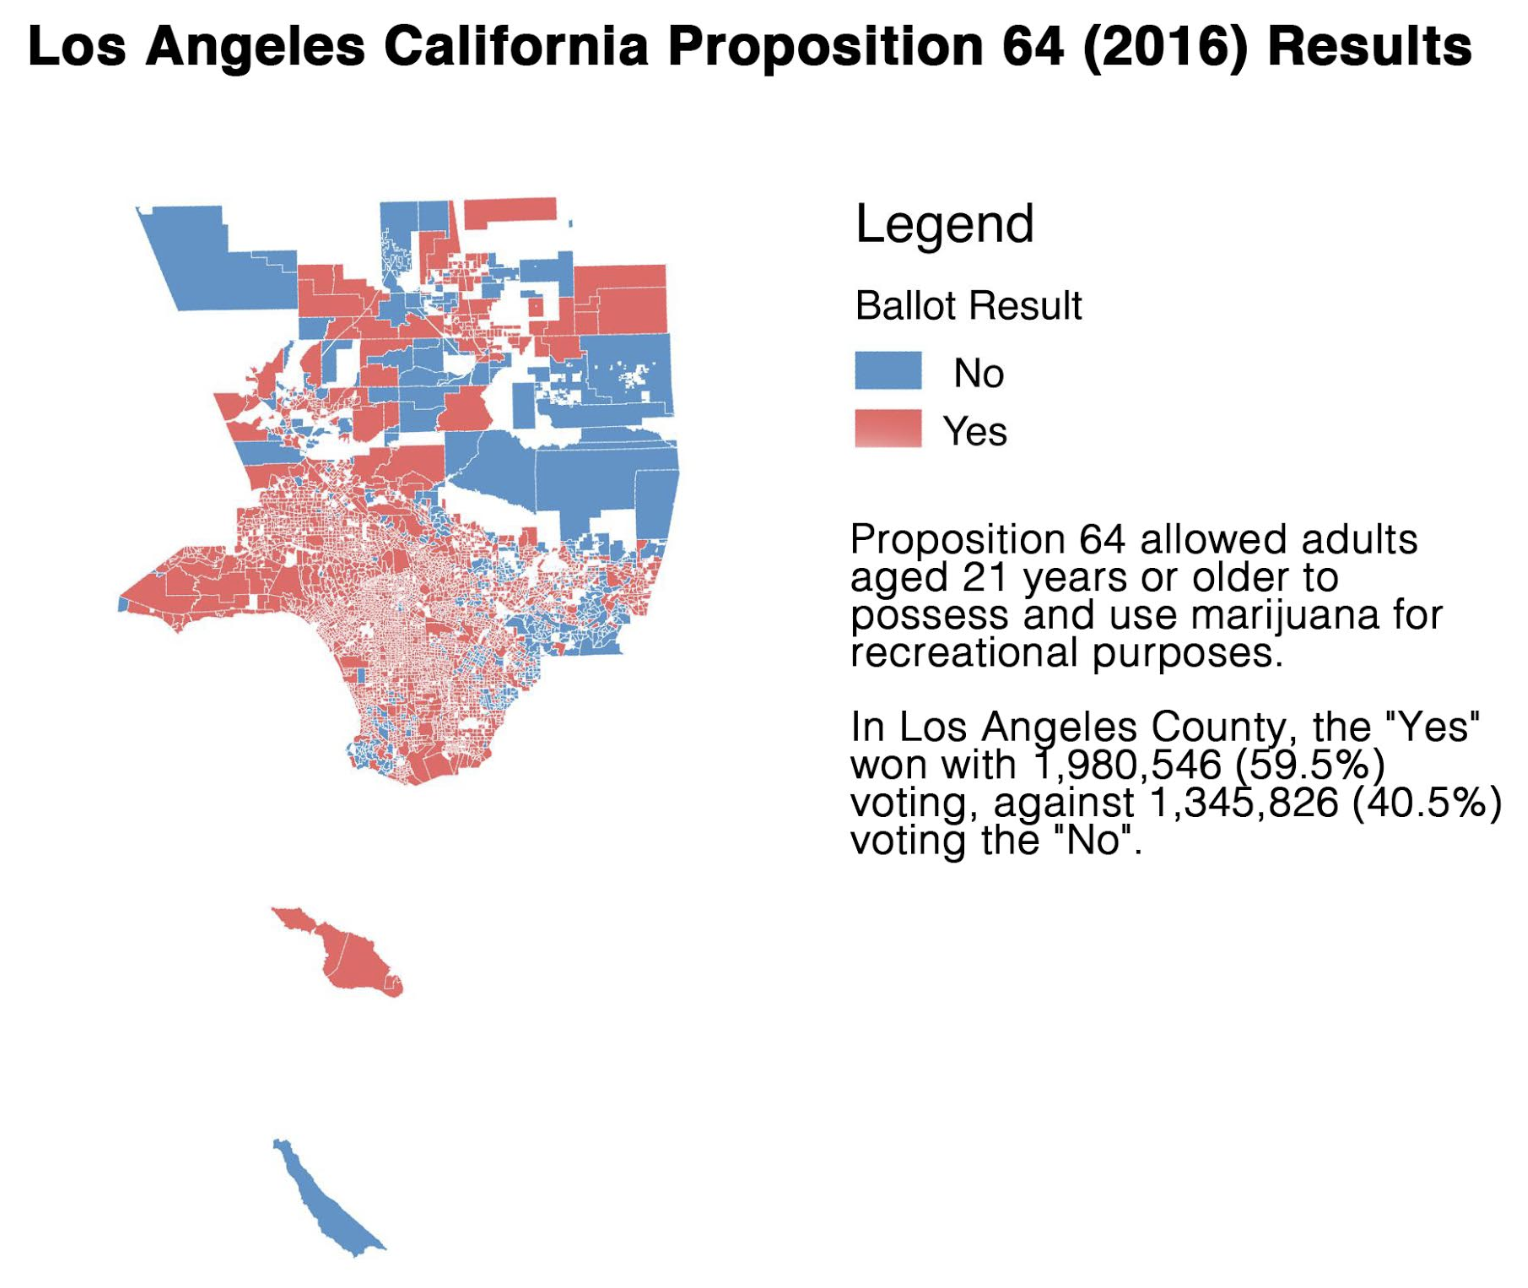 Los Angeles California Proposition 64 (2016) Results
Legend
Ballot Result
No
Yes
Proposition 64 allowed adults
aged 21 years or older to
possess and use marijuana for
recreational purposes.
In Los Angeles County, the "Yes"
won with 1,980,546 (59.5%)
voting, against 1,345,826 (40.5%)
voting the "No".